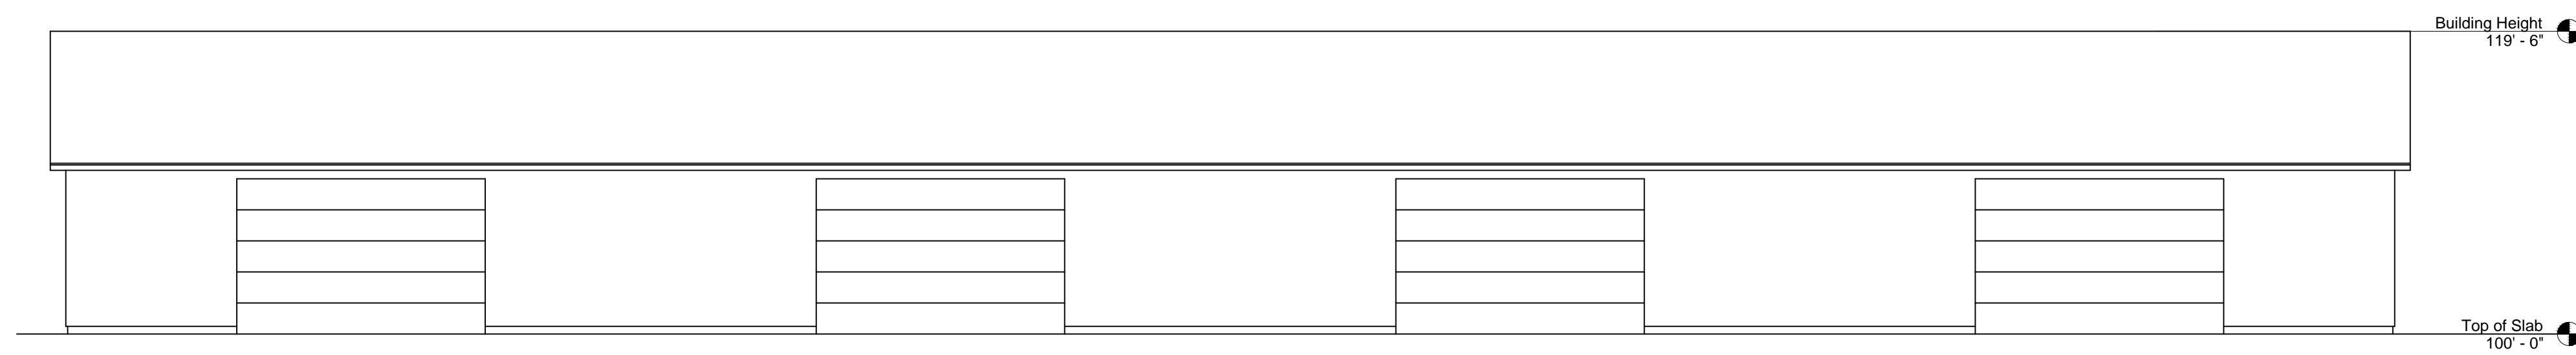 Building Height
119' - 6"
Top of Slab
100' - 0"